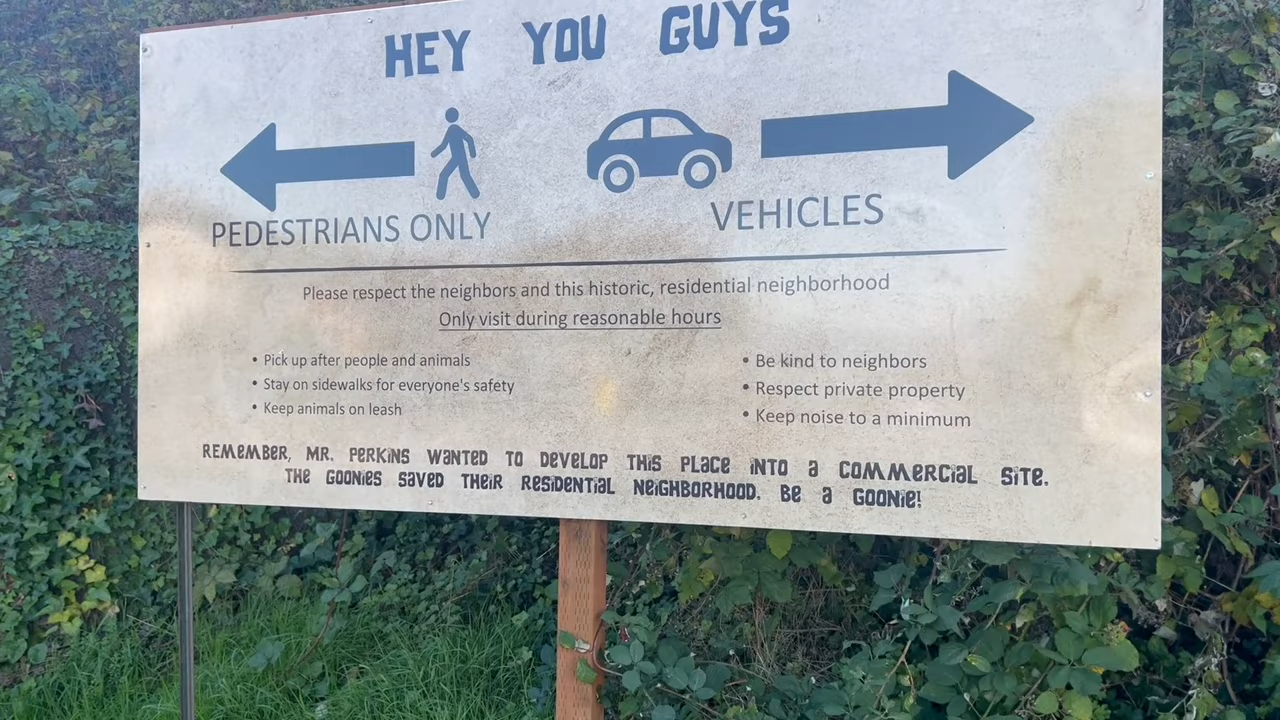 HEY YOU GUYS
PEDESTRIANS ONLY
VEHICLES
Please respect the neighbors and this historic, residential neighborhood
Only visit during reasonable hours
• Pick up after people and animals
• Stay on sidewalks for everyone's safety
• Keep animals on leash
• Be kind to neighbors
• Respect private property
• Keep noise to a minimum
REMEMBER, MR. PERKINS WANTED TO DEVELOP THIS PLACE INTO A COMMERCIAL SITE.
THE GOONIES SAVED THEIR RESIDENTIAL NEIGHBORHOOD. BE A GOONIE!